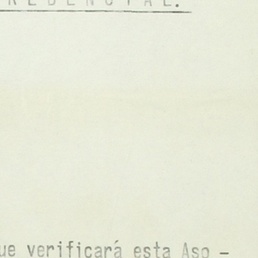 REDENCIAL.
ue verificará esta Aso -